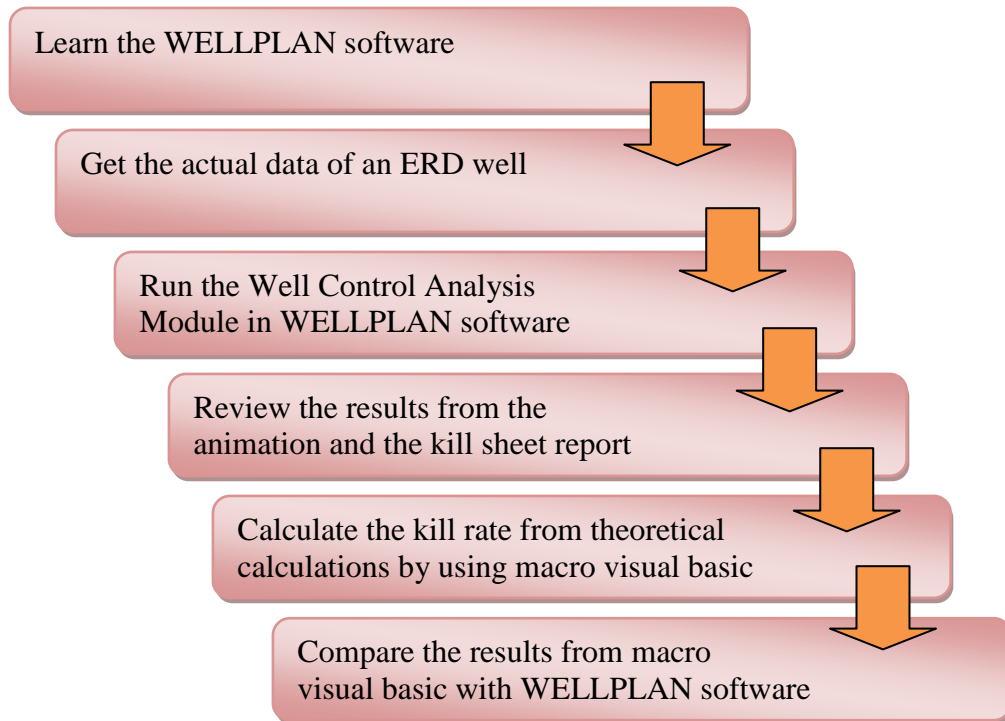 Learn the WELLPLAN software
Get the actual data of an ERD well
Run the Well Control Analysis
Module in WELLPLAN software
Review the results from the
animation and the kill sheet report
Calculate the kill rate from theoretical
calculations by using macro visual basic
Compare the results from macro
visual basic with WELLPLAN software